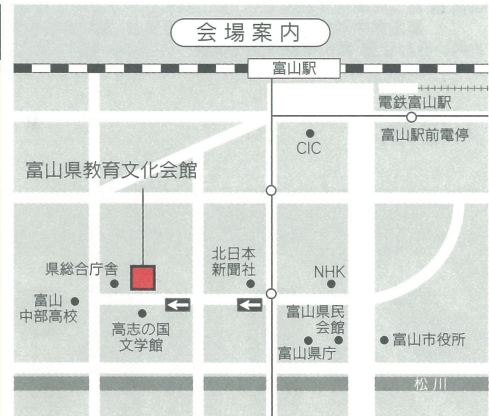 会場案内
富山駅
電鉄富山駅
富山駅前電停
CIC
富山県教育文化会館
北日本
新聞社
県総合庁舎
NHK
富山
中部高校
高志の国
文学館
富山県民
会館
富山県庁
富山市役所
松川